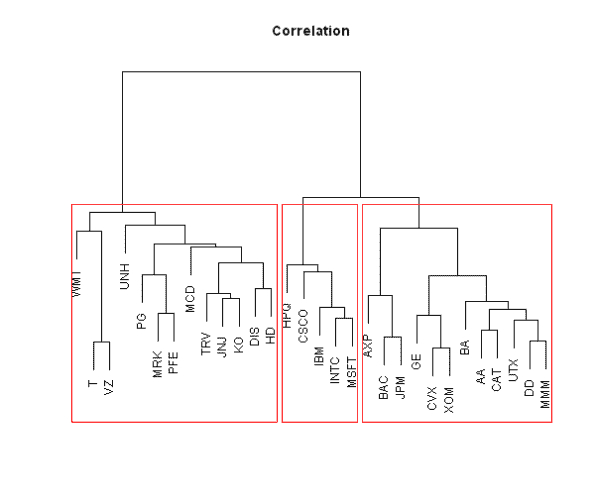 Correlation
WMT
T
VZ
UNH
PG
MRK
PFE
MCD
TRV
JNJ
KO
DIS
HD
HPQ
CSCO
IBM
INTC
MSFT
AXP
BAC
JPM
GE
CVX
XOM
BA
AA
CAT
UTX
DD
MMM